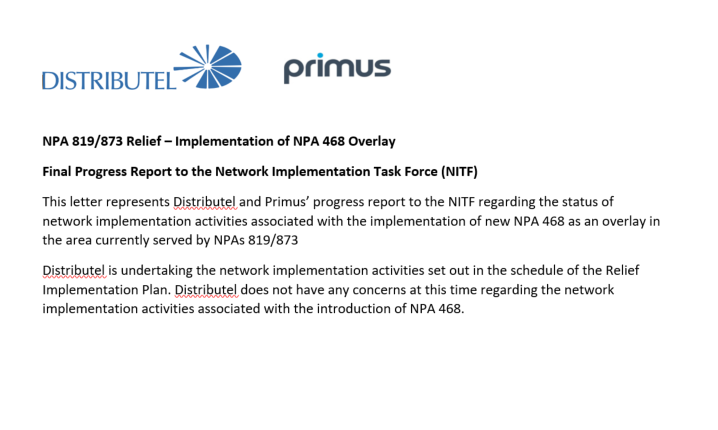 DISTRIBUTEL
primus
NPA 819/873 Relief – Implementation of NPA 468 Overlay
Final Progress Report to the Network Implementation Task Force (NITF)
This letter represents Distributel and Primus’ progress report to the NITF regarding the status of
network implementation activities associated with the implementation of new NPA 468 as an overlay in
the area currently served by NPAs 819/873
Distributel is undertaking the network implementation activities set out in the schedule of the Relief
Implementation Plan. Distributel does not have any concerns at this time regarding the network
implementation activities associated with the introduction of NPA 468.